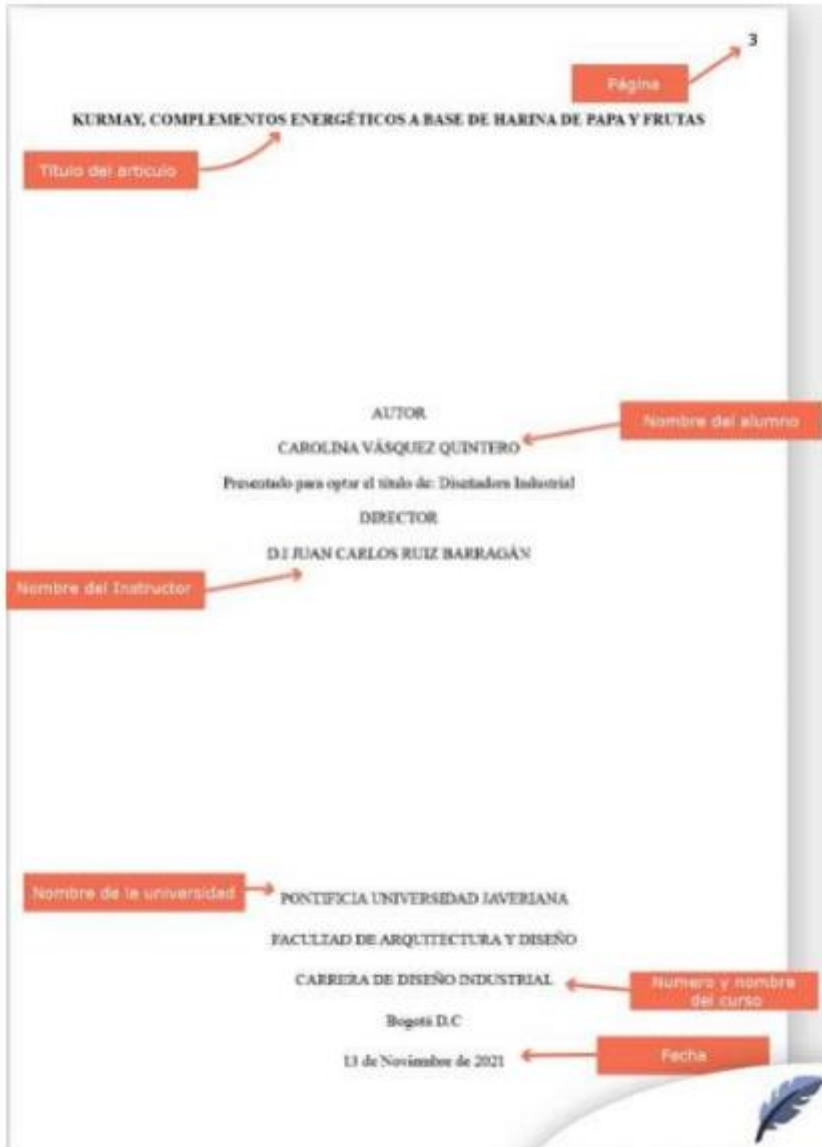 3
Página
KURMAY, COMPLEMENTOS ENERGÉTICOS A BASE DE HARINA DE PAPA Y FRUTAS
Título del artículo
AUTOR
Nombre del alumno
CAROLINA VÁSQUEZ QUINTERO
Presentado para optar el título de: Diseñadora Industrial
DIRECTOR
D.I JUAN CARLOS RUIZ BARRAGÁN
Nombre del Instructor
Nombre de la universidad
PONTIFICIA UNIVERSIDAD JAVERIANA
FACULTAD DE ARQUITECTURA Y DISEÑO
CARRERA DE DISEÑO INDUSTRIAL
Numero y nombre
del curso
Bogotá D.C
13 de Noviembre de 2021
Fecha